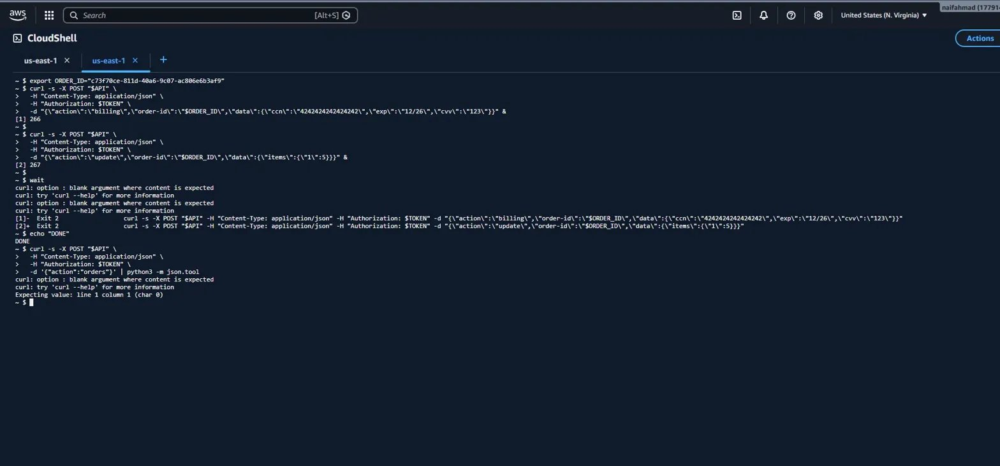 aws
Search [Alt+S]
United States (N. Virginia)
naifahmad (17791
CloudShell
Actions
us-east-1 × us-east-1 × +
~ $ export ORDER_ID="c73f70ce-811d-40a6-9c07-ac806e6b3af9"
~ $ curl -s -X POST "$API" \
>   -H "Content-Type: application/json" \
>   -H "Authorization: $TOKEN" \
>   -d "{\"action\":\"billing\",\"order-id\":\"$ORDER_ID\",\"data\":{\"ccn\":\"4242424242424242\",\"exp\":\"12/26\",\"cvv\":\"123\"}}" &
[1] 266
~ $
~ $ curl -s -X POST "$API" \
>   -H "Content-Type: application/json" \
>   -H "Authorization: $TOKEN" \
>   -d "{\"action\":\"update\",\"order-id\":\"$ORDER_ID\",\"data\":{\"items\":{\"1\":5}}}" &
[2] 267
~ $
~ $ wait
curl: option : blank argument where content is expected
curl: try 'curl --help' for more information
curl: option : blank argument where content is expected
curl: try 'curl --help' for more information
[1]-  Exit 2                  curl -s -X POST "$API" -H "Content-Type: application/json" -H "Authorization: $TOKEN" -d "{\"action\":\"billing\",\"order-id\":\"$ORDER_ID\",\"data\":{\"ccn\":\"4242424242424242\",\"exp\":\"12/26\",\"cvv\":\"123\"}}"
[2]+  Exit 2                  curl -s -X POST "$API" -H "Content-Type: application/json" -H "Authorization: $TOKEN" -d "{\"action\":\"update\",\"order-id\":\"$ORDER_ID\",\"data\":{\"items\":{\"1\":5}}}"
~ $ echo "DONE"
DONE
~ $ curl -s -X POST "$API" \
>   -H "Content-Type: application/json" \
>   -H "Authorization: $TOKEN" \
>   -d '{"action":"orders"}' | python3 -m json.tool
curl: option : blank argument where content is expected
curl: try 'curl --help' for more information
Expecting value: line 1 column 1 (char 0)
~ $